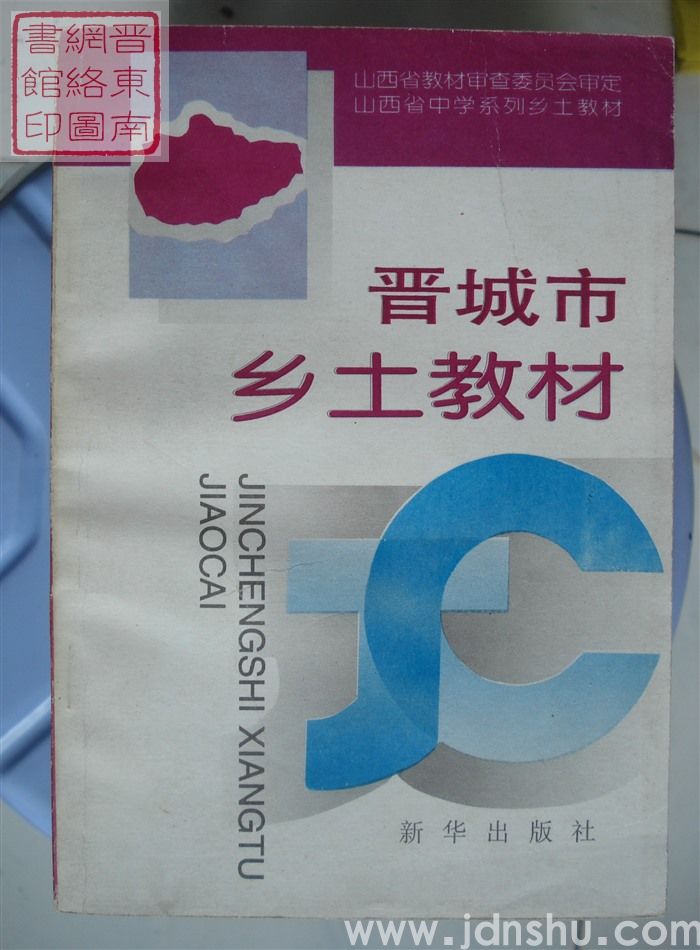 晋東南
網絡圖
書館印
山西省教材审查委员会审定
山西省中学系列乡土教材
晋城市
乡土教材
JINCHENGSHI XIANGTU
JIAOCAI
JC
新华出版社
www.jdnshu.com